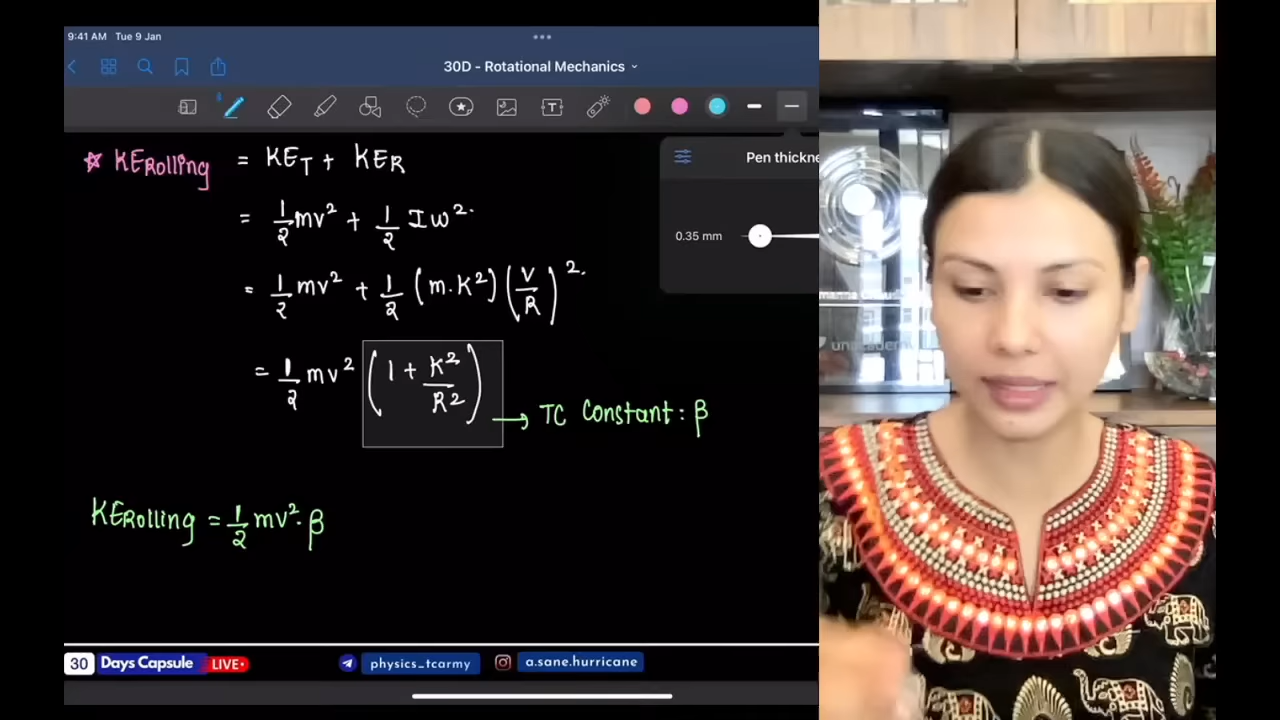 9:41 AM Tue 9 Jan
30D - Rotational Mechanics
☆ KERolling = KET + KER
= 1/2 mv² + 1/2 Iω²
= 1/2 mv² + 1/2 (m.K²) (V/R)²
= 1/2 mv² (1 + K²/R²)
→ TC Constant : β
KERolling = 1/2 mv². β
Pen thickne
0.35 mm
30 Days Capsule LIVE
physics_tcarmy
a.sane.hurricane